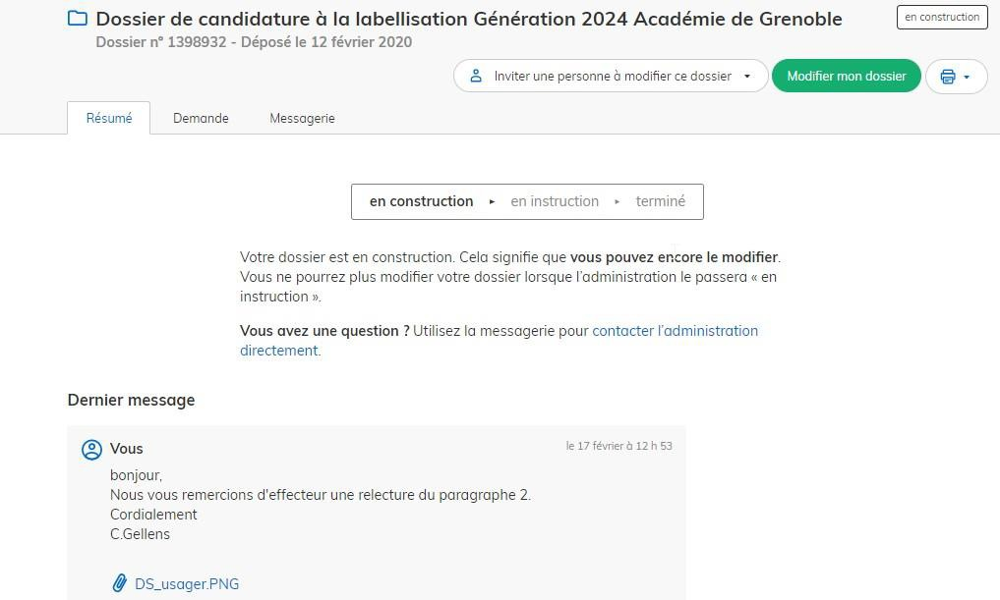 Dossier de candidature à la labellisation Génération 2024 Académie de Grenoble
en construction
Dossier n° 1398932 - Déposé le 12 février 2020
Inviter une personne à modifier ce dossier
Modifier mon dossier
Résumé
Demande
Messagerie
en construction
en instruction
terminé
Votre dossier est en construction. Cela signifie que vous pouvez encore le modifier.
Vous ne pourrez plus modifier votre dossier lorsque l'administration le passera « en
instruction ».
Vous avez une question ? Utilisez la messagerie pour contacter l'administration
directement.
Dernier message
Vous
le 17 février à 12 h 53
bonjour,
Nous vous remercions d'effecteur une relecture du paragraphe 2.
Cordialement
C.Gellens
DS_usager.PNG